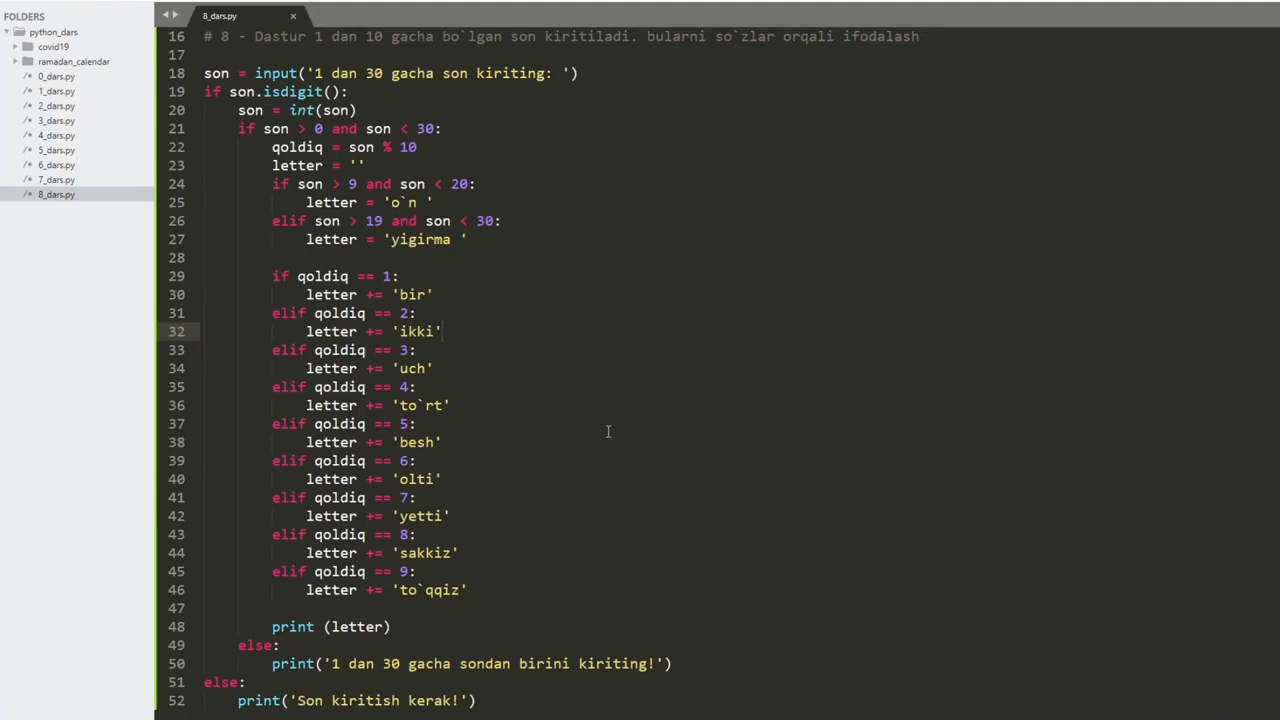 FOLDERS
python_dars
covid19
ramadan_calendar
/* 0_dars.py
/* 1_dars.py
/* 2_dars.py
/* 3_dars.py
/* 4_dars.py
/* 5_dars.py
/* 6_dars.py
/* 7_dars.py
/* 8_dars.py
8_dars.py ×
16 # 8 - Dastur 1 dan 10 gacha bo`lgan son kiritiladi. bularni so`zlar orqali ifodalash
17
18 son = input('1 dan 30 gacha son kiriting: ')
19 if son.isdigit():
20     son = int(son)
21     if son > 0 and son < 30:
22         qoldiq = son % 10
23         letter = ''
24         if son > 9 and son < 20:
25             letter = 'o`n '
26         elif son > 19 and son < 30:
27             letter = 'yigirma '
28
29         if qoldiq == 1:
30             letter += 'bir'
31         elif qoldiq == 2:
32             letter += 'ikki'
33         elif qoldiq == 3:
34             letter += 'uch'
35         elif qoldiq == 4:
36             letter += 'to`rt'
37         elif qoldiq == 5:
38             letter += 'besh'
39         elif qoldiq == 6:
40             letter += 'olti'
41         elif qoldiq == 7:
42             letter += 'yetti'
43         elif qoldiq == 8:
44             letter += 'sakkiz'
45         elif qoldiq == 9:
46             letter += 'to`qqiz'
47
48         print (letter)
49     else:
50         print('1 dan 30 gacha sondan birini kiriting!')
51 else:
52     print('Son kiritish kerak!')